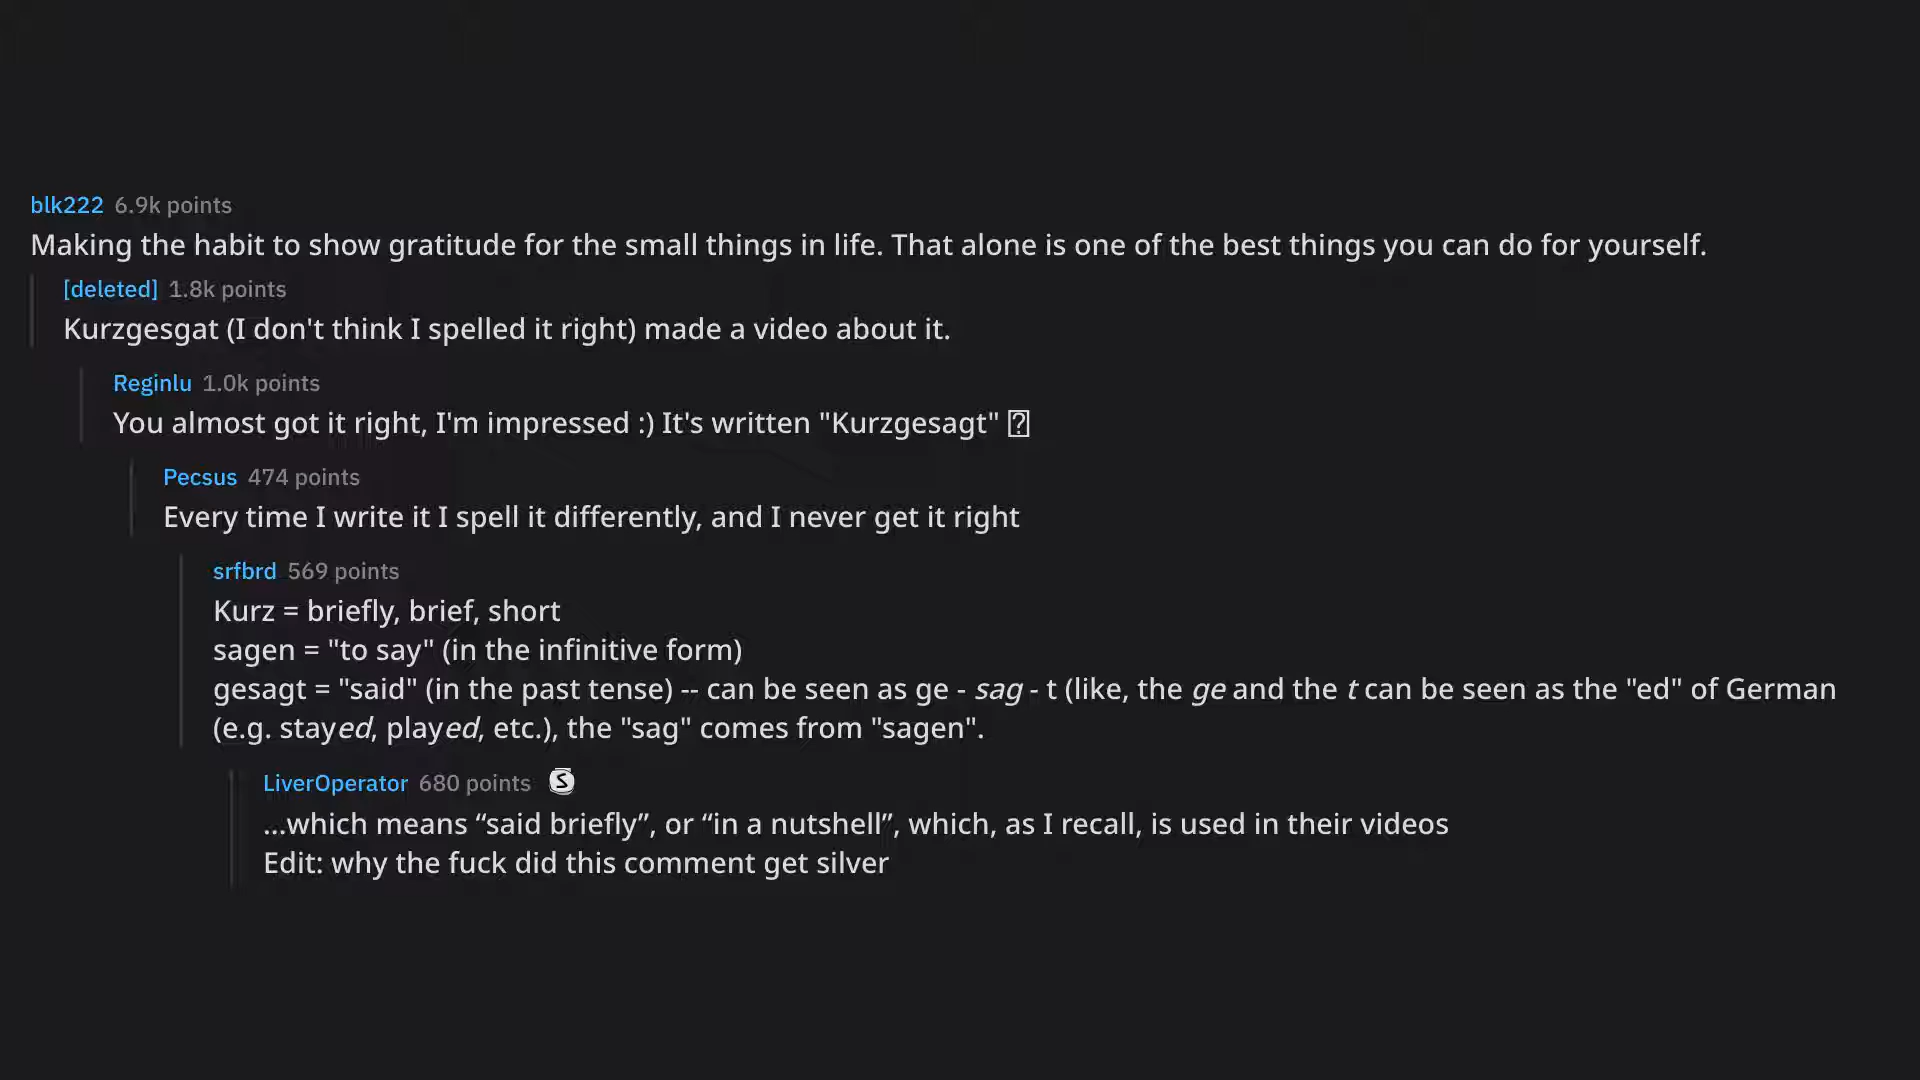 blk222 6.9k points
Making the habit to show gratitude for the small things in life. That alone is one of the best things you can do for yourself.
[deleted] 1.8k points
Kurzgesgat (I don't think I spelled it right) made a video about it.
Reginlu 1.0k points
You almost got it right, I'm impressed :) It's written "Kurzgesagt" ⍰
Pecsus 474 points
Every time I write it I spell it differently, and I never get it right
srfbrd 569 points
Kurz = briefly, brief, short
sagen = "to say" (in the infinitive form)
gesagt = "said" (in the past tense) -- can be seen as ge - sag - t (like, the ge and the t can be seen as the "ed" of German
(e.g. stayed, played, etc.), the "sag" comes from "sagen".
LiverOperator 680 points S
...which means “said briefly”, or “in a nutshell”, which, as I recall, is used in their videos
Edit: why the fuck did this comment get silver